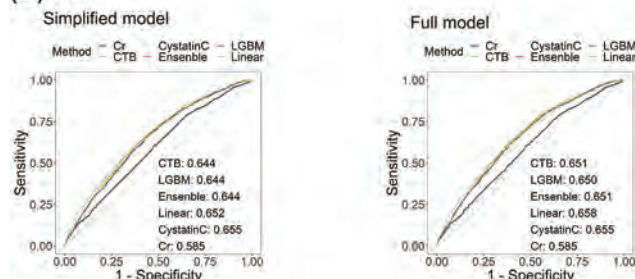 Simplified model
Method Cr CystatinC LGBM
CTB Ensemble Linear
1.00
0.75
0.50
0.25
0.00
Sensitivity
CTB: 0.644
LGBM: 0.644
Ensemble: 0.644
Linear: 0.652
CystatinC: 0.655
Cr: 0.585
0.00 0.25 0.50 0.75 1.00
1 - Specificity
Full model
Method Cr CystatinC LGBM
CTB Ensemble Linear
1.00
0.75
0.50
0.25
0.00
Sensitivity
CTB: 0.651
LGBM: 0.650
Ensemble: 0.651
Linear: 0.658
CystatinC: 0.655
Cr: 0.585
0.00 0.25 0.50 0.75 1.00
1 - Specificity